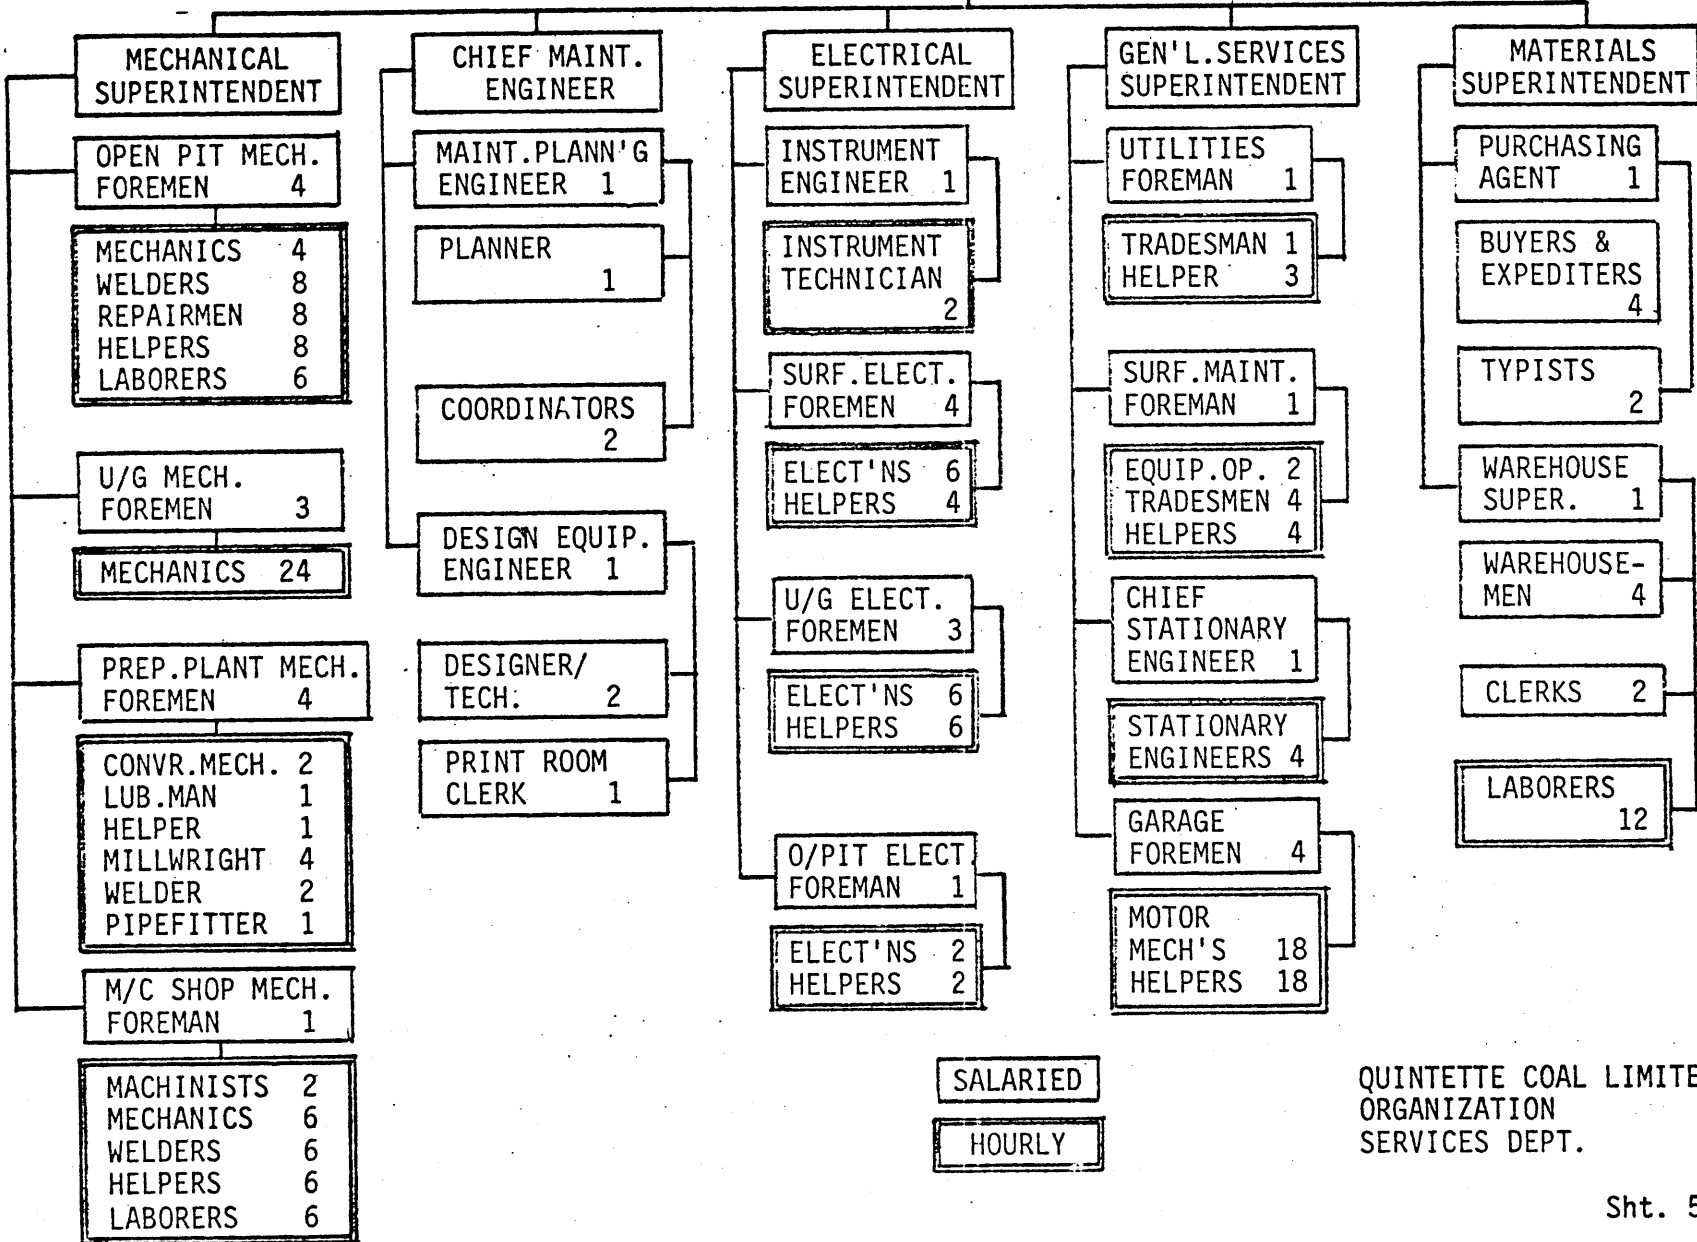 MECHANICAL
SUPERINTENDENT
OPEN PIT MECH.
FOREMEN 4
MECHANICS 4
WELDERS 8
REPAIRMEN 8
HELPERS 8
LABORERS 6
U/G MECH.
FOREMEN 3
MECHANICS 24
PREP.PLANT MECH.
FOREMEN 4
CONVR.MECH. 2
LUB.MAN 1
HELPER 1
MILLWRIGHT 4
WELDER 2
PIPEFITTER 1
M/C SHOP MECH.
FOREMAN 1
MACHINISTS 2
MECHANICS 6
WELDERS 6
HELPERS 6
LABORERS 6
CHIEF MAINT.
ENGINEER
MAINT.PLANN'G
ENGINEER 1
PLANNER
1
COORDINATORS
2
DESIGN EQUIP.
ENGINEER 1
DESIGNER/
TECH. 2
PRINT ROOM
CLERK 1
ELECTRICAL
SUPERINTENDENT
INSTRUMENT
ENGINEER 1
INSTRUMENT
TECHNICIAN
2
SURF.ELECT.
FOREMEN 4
ELECT'NS 6
HELPERS 4
U/G ELECT.
FOREMEN 3
ELECT'NS 6
HELPERS 6
O/PIT ELECT.
FOREMAN 1
ELECT'NS 2
HELPERS 2
GEN'L.SERVICES
SUPERINTENDENT
UTILITIES
FOREMAN 1
TRADESMAN 1
HELPER 3
SURF.MAINT.
FOREMAN 1
EQUIP.OP. 2
TRADESMEN 4
HELPERS 4
CHIEF
STATIONARY
ENGINEER 1
STATIONARY
ENGINEERS 4
GARAGE
FOREMEN 4
MOTOR
MECH'S 18
HELPERS 18
MATERIALS
SUPERINTENDENT
PURCHASING
AGENT 1
BUYERS &
EXPEDITERS
4
TYPISTS
2
WAREHOUSE
SUPER. 1
WAREHOUSE-
MEN 4
CLERKS 2
LABORERS
12
SALARIED
HOURLY
QUINTETTE COAL LIMITE
ORGANIZATION
SERVICES DEPT.
Sht. 5